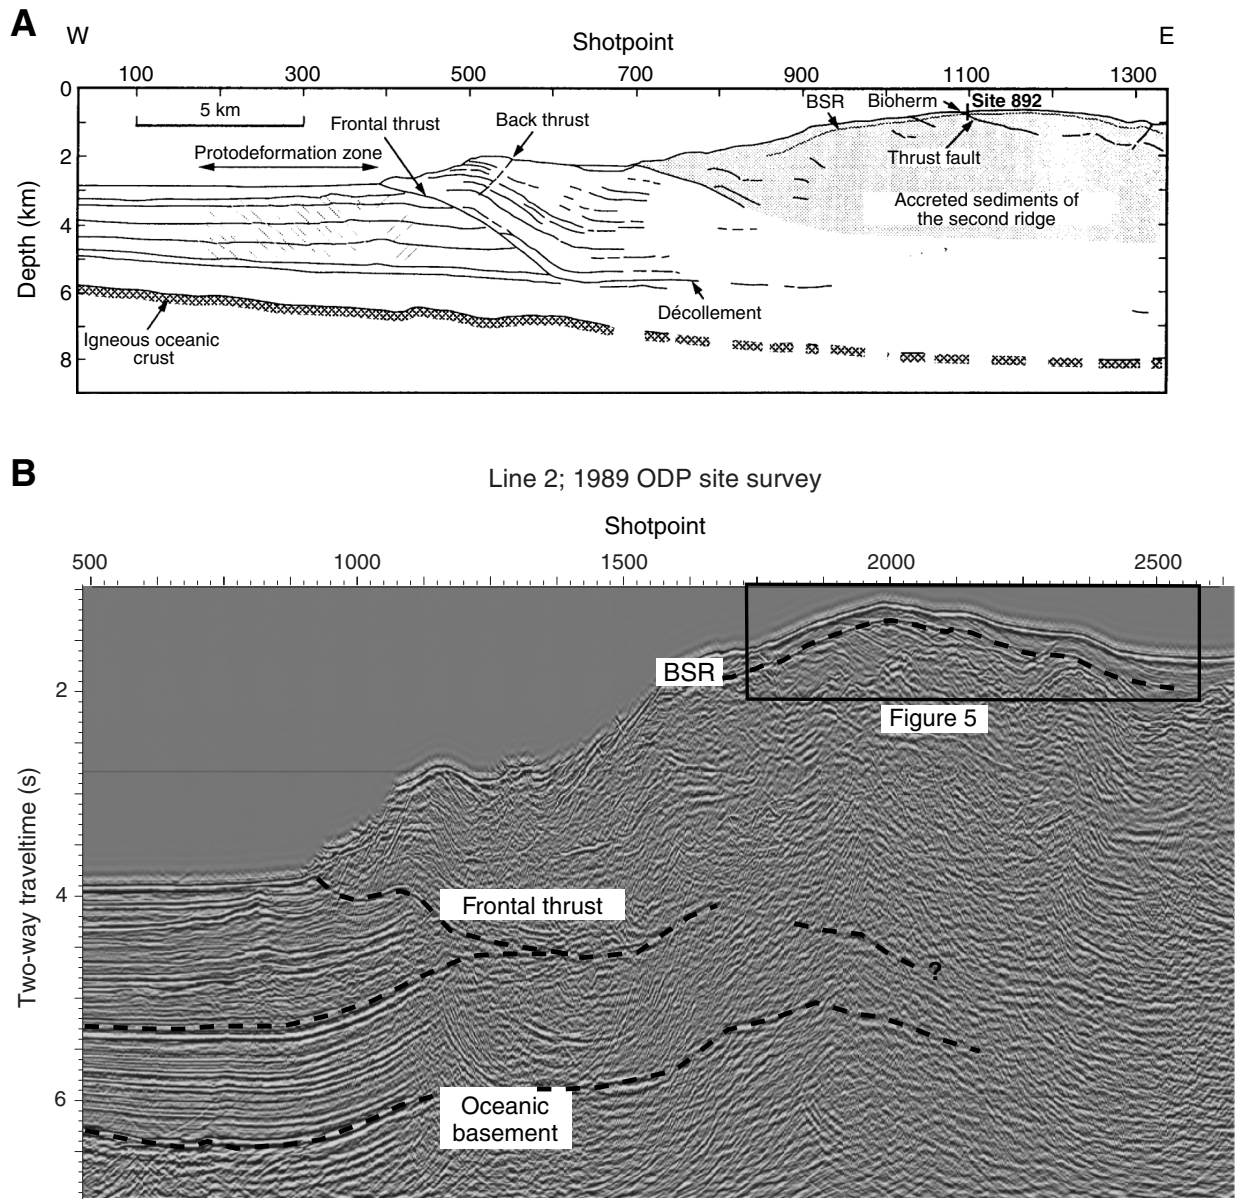 A
W
Shotpoint
E
100 300 500 700 900 1100 1300
0
5 km
Frontal thrust
Back thrust
BSR
Bioherm
Site 892
Protodeformation zone
2
Thrust fault
Accreted sediments of
the second ridge
4
Depth (km)
6
Décollement
Igneous oceanic
crust
8
B
Line 2; 1989 ODP site survey
Shotpoint
500 1000 1500 2000 2500
BSR
2
Figure 5
Two-way traveltime (s)
4
Frontal thrust
?
6
Oceanic
basement